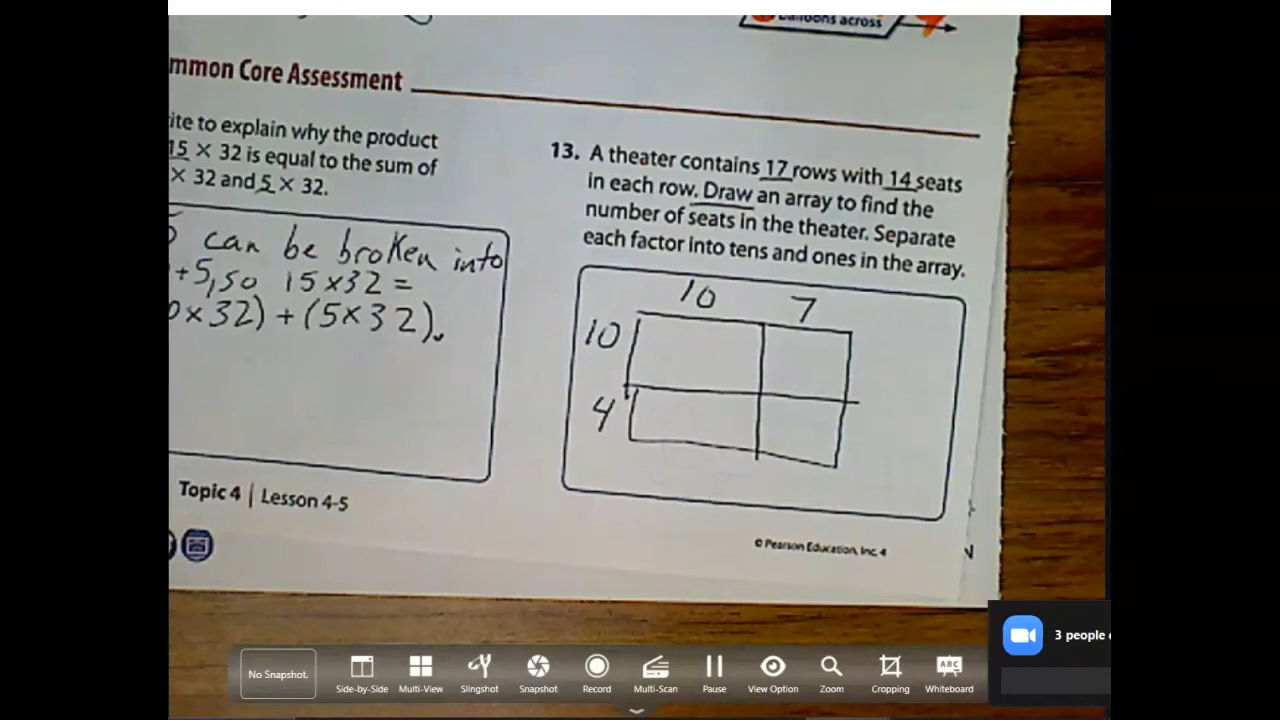 Balloons across
mmon Core Assessment
ite to explain why the product
15 × 32 is equal to the sum of
× 32 and 5 × 32.
can be broken into
+5, so 15×32 =
0×32) + (5×32).
Topic 4 | Lesson 4-5
13. A theater contains 17 rows with 14 seats
in each row. Draw an array to find the
number of seats in the theater. Separate
each factor into tens and ones in the array.
10 7
10
4
© Pearson Education, Inc. 4
3 people
No Snapshot.
Side-by-Side
Multi-View
Slingshot
Snapshot
Record
Multi-Scan
Pause
View Option
Zoom
Cropping
ABC
Whiteboard